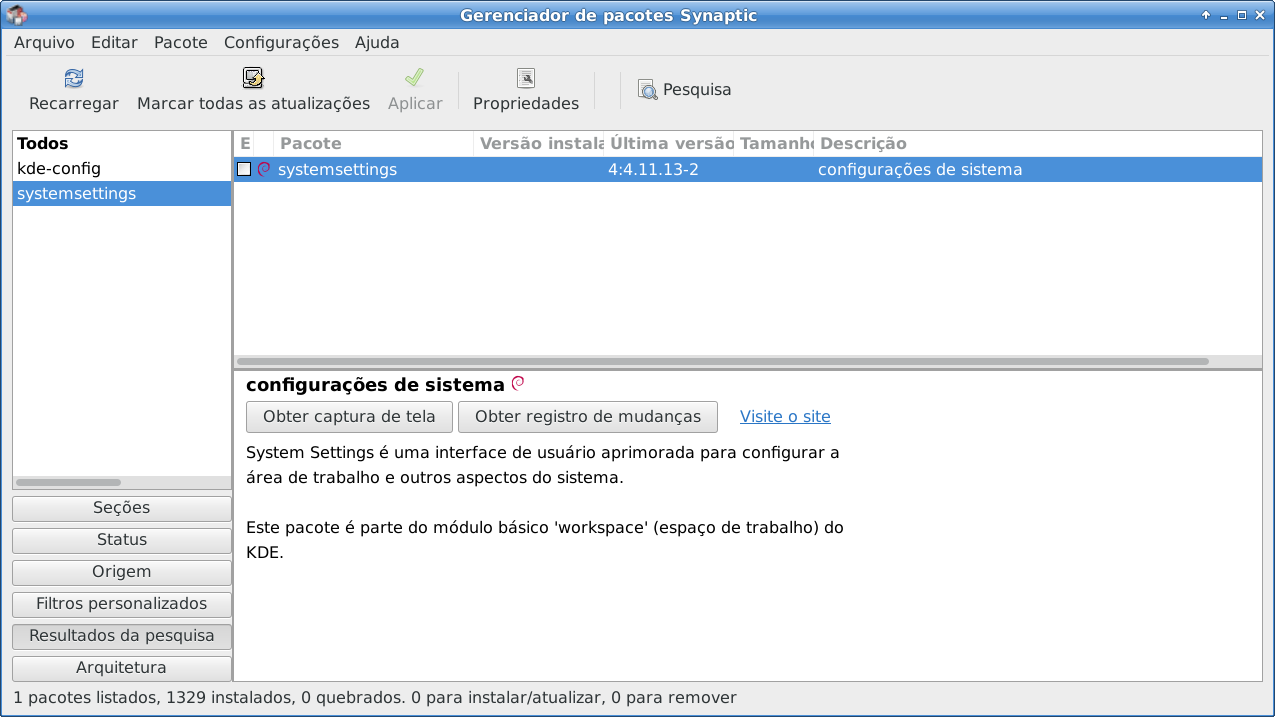 Gerenciador de pacotes Synaptic
Arquivo Editar Pacote Configurações Ajuda
Recarregar Marcar todas as atualizações Aplicar Propriedades Pesquisa
Todos
kde-config
systemsettings
E Pacote Versão instala Última versão Tamanho Descrição
systemsettings 4:4.11.13-2 configurações de sistema
configurações de sistema
Obter captura de tela Obter registro de mudanças Visite o site
System Settings é uma interface de usuário aprimorada para configurar a
área de trabalho e outros aspectos do sistema.
Este pacote é parte do módulo básico 'workspace' (espaço de trabalho) do
KDE.
Seções
Status
Origem
Filtros personalizados
Resultados da pesquisa
Arquitetura
1 pacotes listados, 1329 instalados, 0 quebrados. 0 para instalar/atualizar, 0 para remover